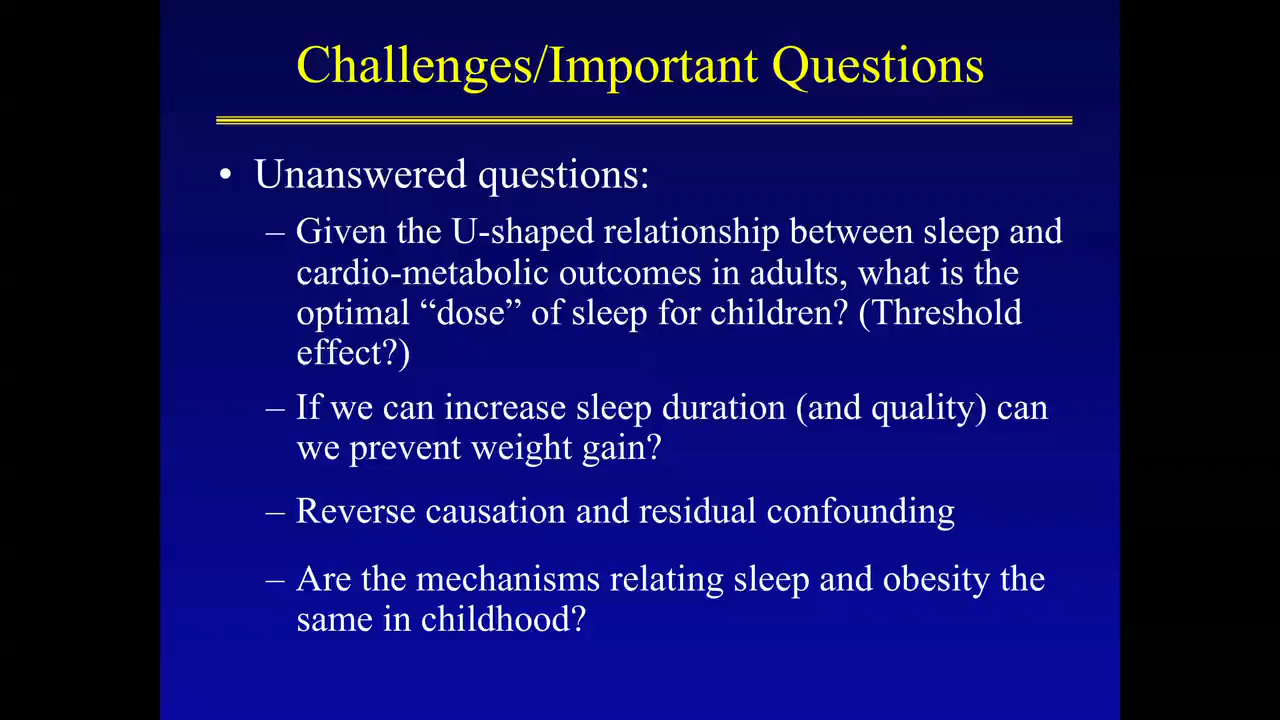 Challenges/Important Questions
• Unanswered questions:
– Given the U-shaped relationship between sleep and
cardio-metabolic outcomes in adults, what is the
optimal “dose” of sleep for children? (Threshold
effect?)
– If we can increase sleep duration (and quality) can
we prevent weight gain?
– Reverse causation and residual confounding
– Are the mechanisms relating sleep and obesity the
same in childhood?